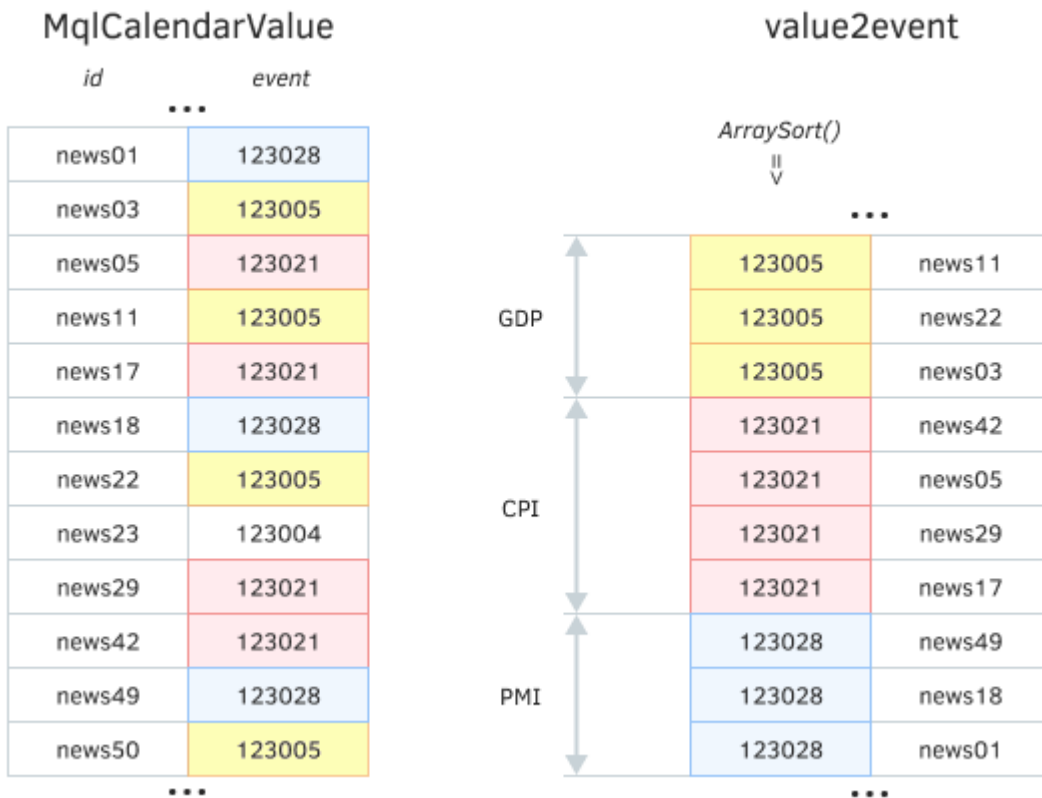 MqlCalendarValue
id event
...
news01 123028
news03 123005
news05 123021
news11 123005
news17 123021
news18 123028
news22 123005
news23 123004
news29 123021
news42 123021
news49 123028
news50 123005
...
value2event
ArraySort()
=>
...
GDP
123005 news11
123005 news22
123005 news03
CPI
123021 news42
123021 news05
123021 news29
123021 news17
PMI
123028 news49
123028 news18
123028 news01
...